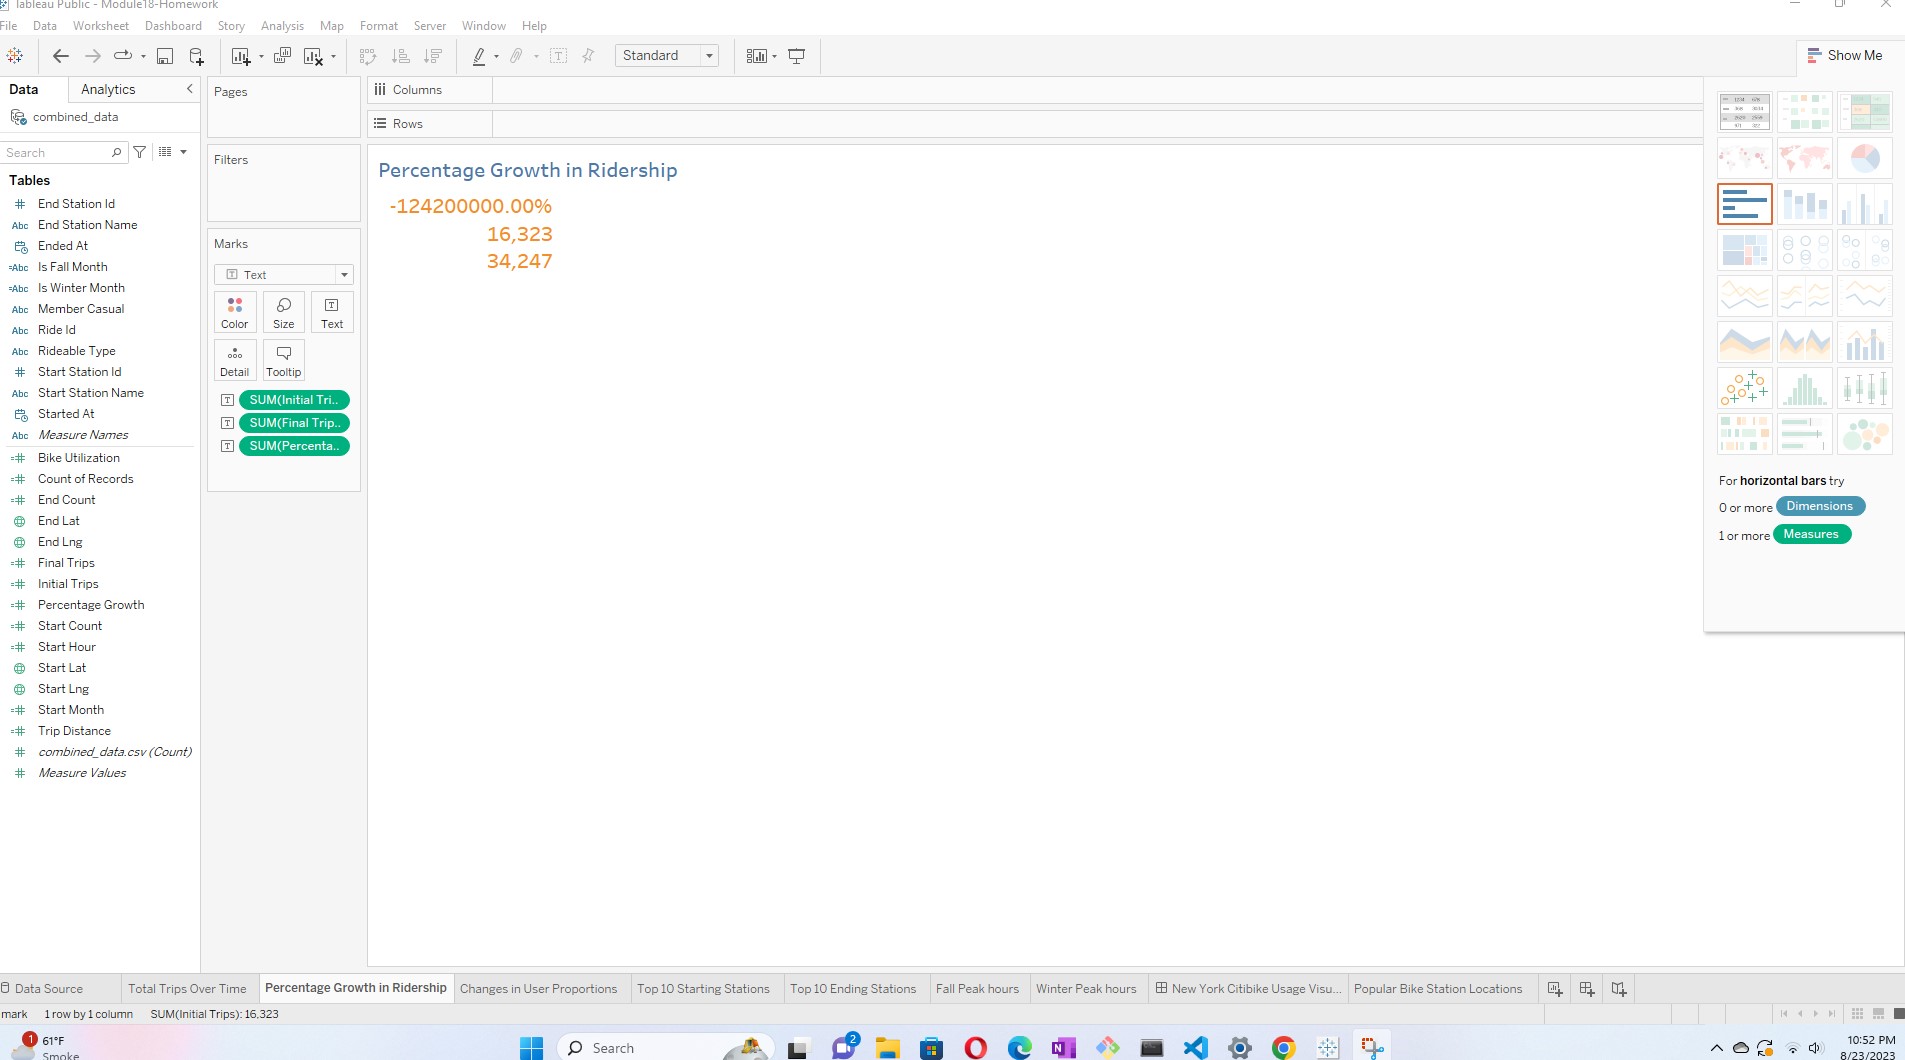 Tableau Public - Module18-Homework
File Data Worksheet Dashboard Story Analysis Map Format Server Window Help
Standard
Show Me
Data Analytics
combined_data
Search
Tables
# End Station Id
Abc End Station Name
Ended At
=Abc Is Fall Month
=Abc Is Winter Month
Abc Member Casual
Abc Ride Id
Abc Rideable Type
# Start Station Id
Abc Start Station Name
Started At
Abc Measure Names
=# Bike Utilization
=# Count of Records
=# End Count
End Lat
End Lng
=# Final Trips
=# Initial Trips
=# Percentage Growth
=# Start Count
=# Start Hour
Start Lat
Start Lng
=# Start Month
=# Trip Distance
# combined_data.csv (Count)
# Measure Values
Pages
Filters
Marks
Text
Color Size Text
Detail Tooltip
SUM(Initial Tri..
SUM(Final Trip..
SUM(Percenta..
Columns
Rows
Percentage Growth in Ridership
-124200000.00%
16,323
34,247
For horizontal bars try
0 or more Dimensions
1 or more Measures
Data Source Total Trips Over Time Percentage Growth in Ridership Changes in User Proportions Top 10 Starting Stations Top 10 Ending Stations Fall Peak hours Winter Peak hours New York Citibike Usage Visu... Popular Bike Station Locations
mark 1 row by 1 column SUM(Initial Trips): 16,323
1
61°F
Smoke
Search
2
10:52 PM
8/23/2023